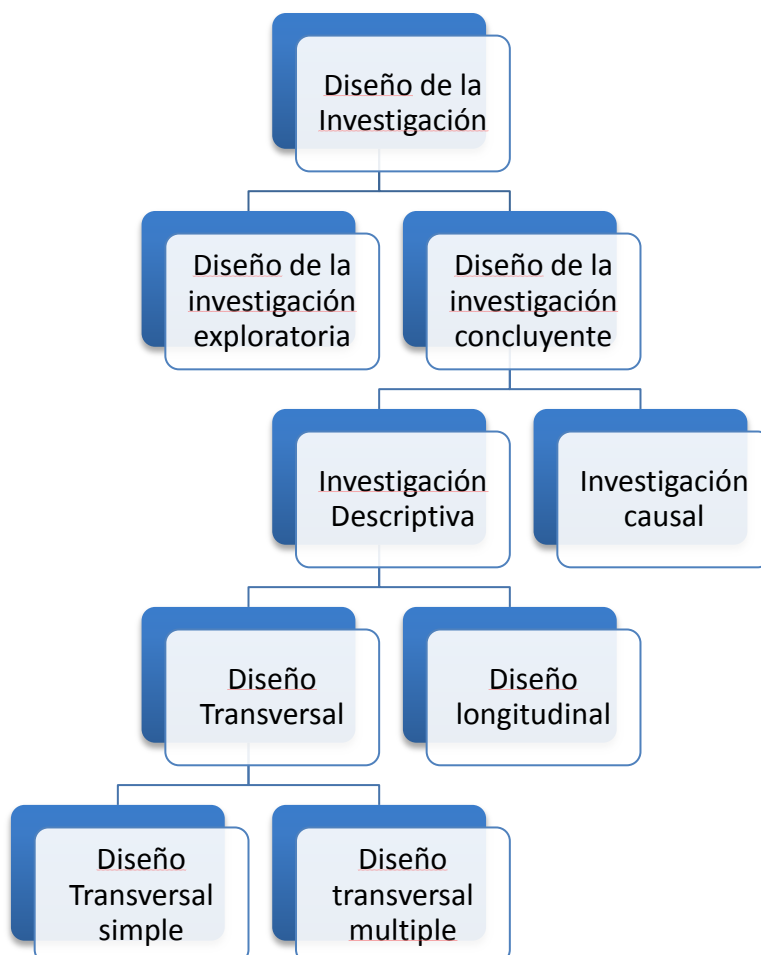 Diseño de la
Investigación
Diseño de la
investigación
exploratoria
Diseño de la
investigación
concluyente
Investigación
Descriptiva
Investigación
causal
Diseño
Transversal
Diseño
longitudinal
Diseño
Transversal
simple
Diseño
transversal
multiple